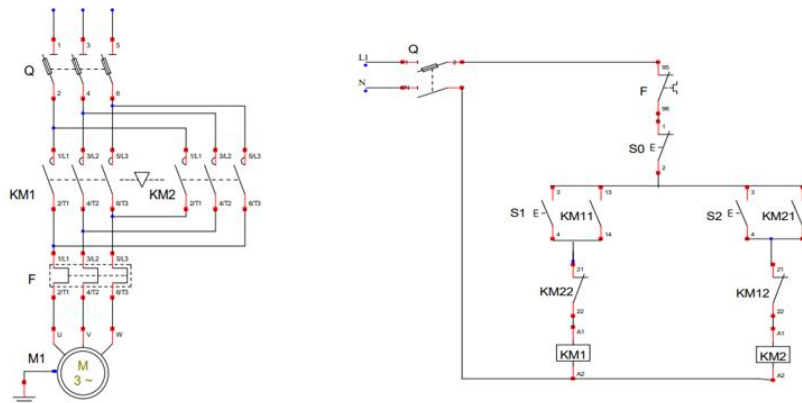 1 3 5
Q
2 4 6
1/L1 3/L2 5/L3 1/L1 3/L2 5/L3
KM1 KM2
2/T1 4/T2 6/T3 2/T1 4/T2 6/T3
1/L1 3/L2 5/L3
F
2/T1 4/T2 6/T3
U V W
M1
M
3 ~
Q
L1 2
N
95
F
96
1
S0 E
2
3 13 3
S1 E KM11 S2 E KM21
4 14 4
21 21
KM22 KM12
22 22
A1 A1
KM1 KM2
A2 A2